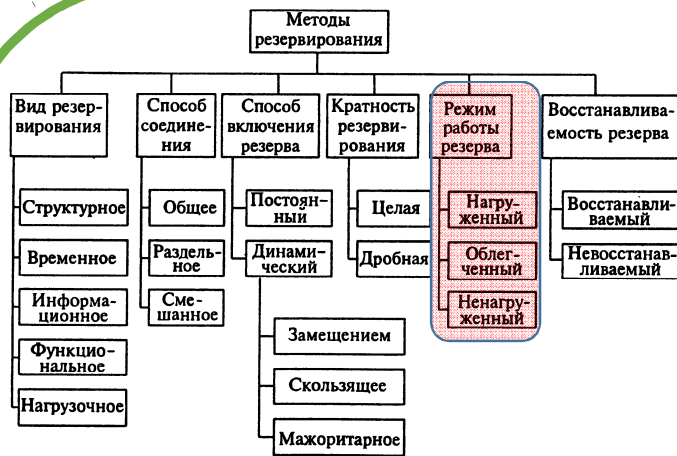 Методы
резервирования
Вид резер-
вирования
Способ
соедине-
ния
Способ
включения
резерва
Кратность
резерви-
рования
Режим
работы
резерва
Восстанавлива-
емость резерва
Структурное
Временное
Информа-
ционное
Функцио-
нальное
Нагрузочное
Общее
Раздель-
ное
Сме-
шанное
Постоян-
ный
Динами-
ческий
Замещением
Скользящее
Мажоритарное
Целая
Дробная
Нагру-
женный
Облег-
ченный
Ненагру-
женный
Восстанавли-
ваемый
Невосстанав-
ливаемый